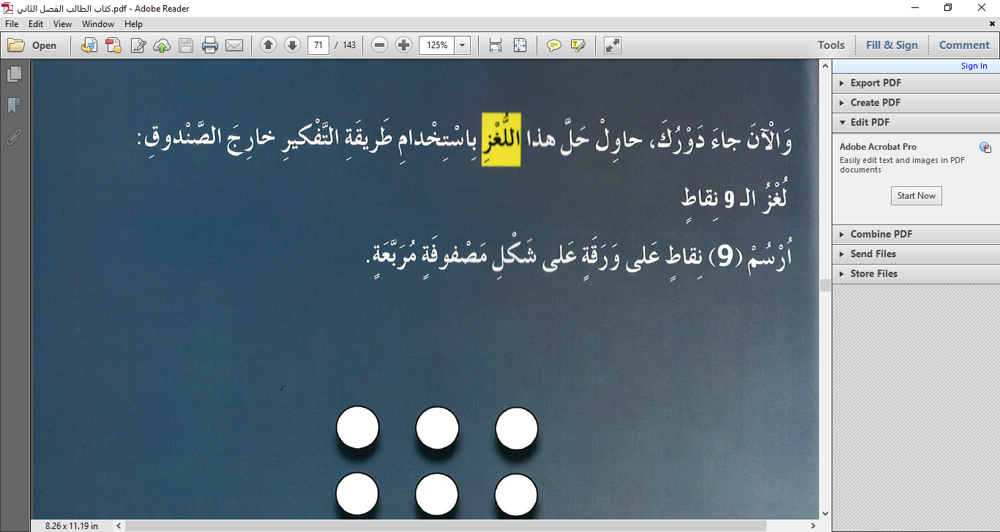 كتاب الطالب الفصل الثاني.pdf - Adobe Reader
File Edit View Window Help
Open 71 / 143 125% Tools Fill & Sign Comment
Sign In
Export PDF
Create PDF
Edit PDF
Adobe Acrobat Pro
Easily edit text and images in PDF
documents
Start Now
Combine PDF
Send Files
Store Files
وَالْآنَ جاءَ دَوْرُكَ، حاوِلْ حَلَّ هذا اللُّغْزِ بِاسْتِخْدامِ طَريقَةِ التَّفْكيرِ خارِجَ الصَّنْدوقِ:
لُغْزُ الـ 9 نِقاطٍ
اُرْسُمْ (9) نِقاطٍ عَلى وَرَقَةٍ عَلى شَكْلِ مَصْفوفَةٍ مُرَبَّعَةٍ.
8.26 x 11.19 in